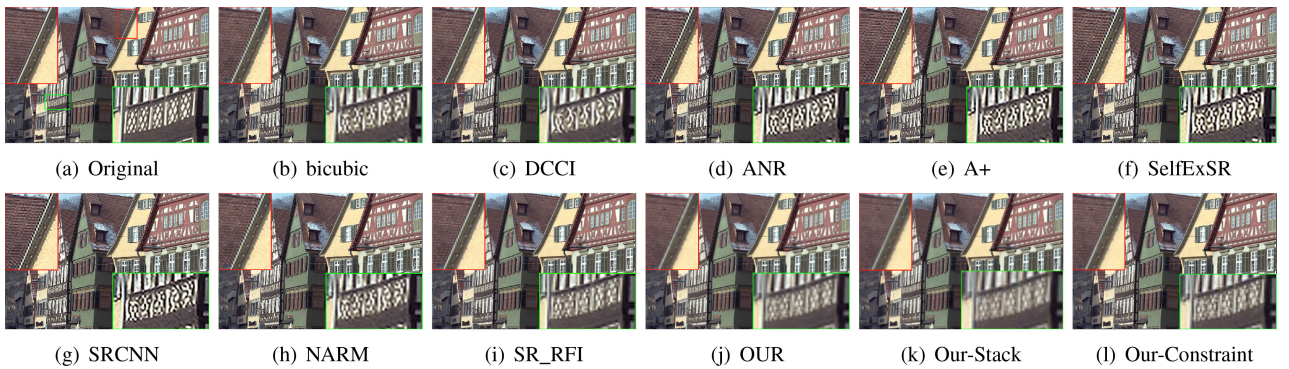 (a) Original (b) bicubic (c) DCCI (d) ANR (e) A+ (f) SelfExSR
(g) SRCNN (h) NARM (i) SR_RFI (j) OUR (k) Our-Stack (l) Our-Constraint